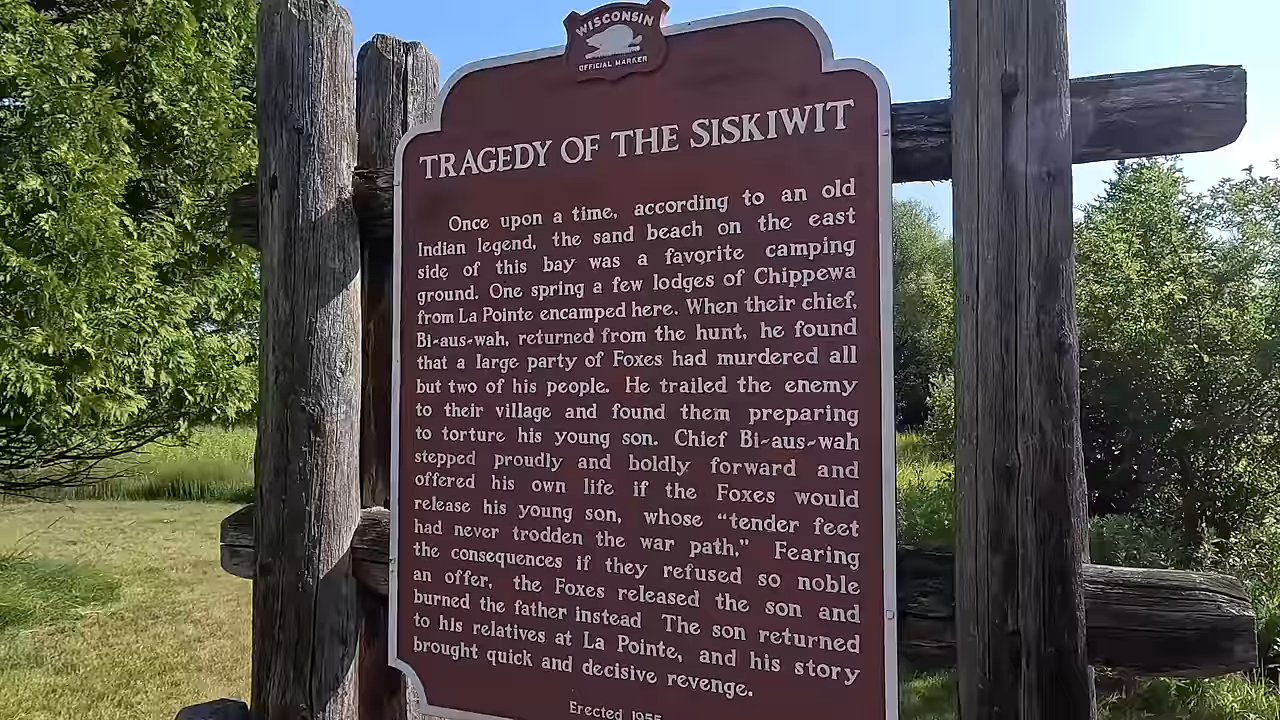 WISCONSIN
OFFICIAL MARKER
TRAGEDY OF THE SISKIWIT
Once upon a time, according to an old
Indian legend, the sand beach on the east
side of this bay was a favorite camping
ground. One spring a few lodges of Chippewa
from La Pointe encamped here. When their chief,
Bi-aus-wah, returned from the hunt, he found
that a large party of Foxes had murdered all
but two of his people. He trailed the enemy
to their village and found them preparing
to torture his young son. Chief Bi-aus-wah
stepped proudly and boldly forward and
offered his own life if the Foxes would
release his young son, whose “tender feet
had never trodden the war path,” Fearing
the consequences if they refused so noble
an offer, the Foxes released the son and
burned the father instead The son returned
to his relatives at La Pointe, and his story
brought quick and decisive revenge.
Erected 1955